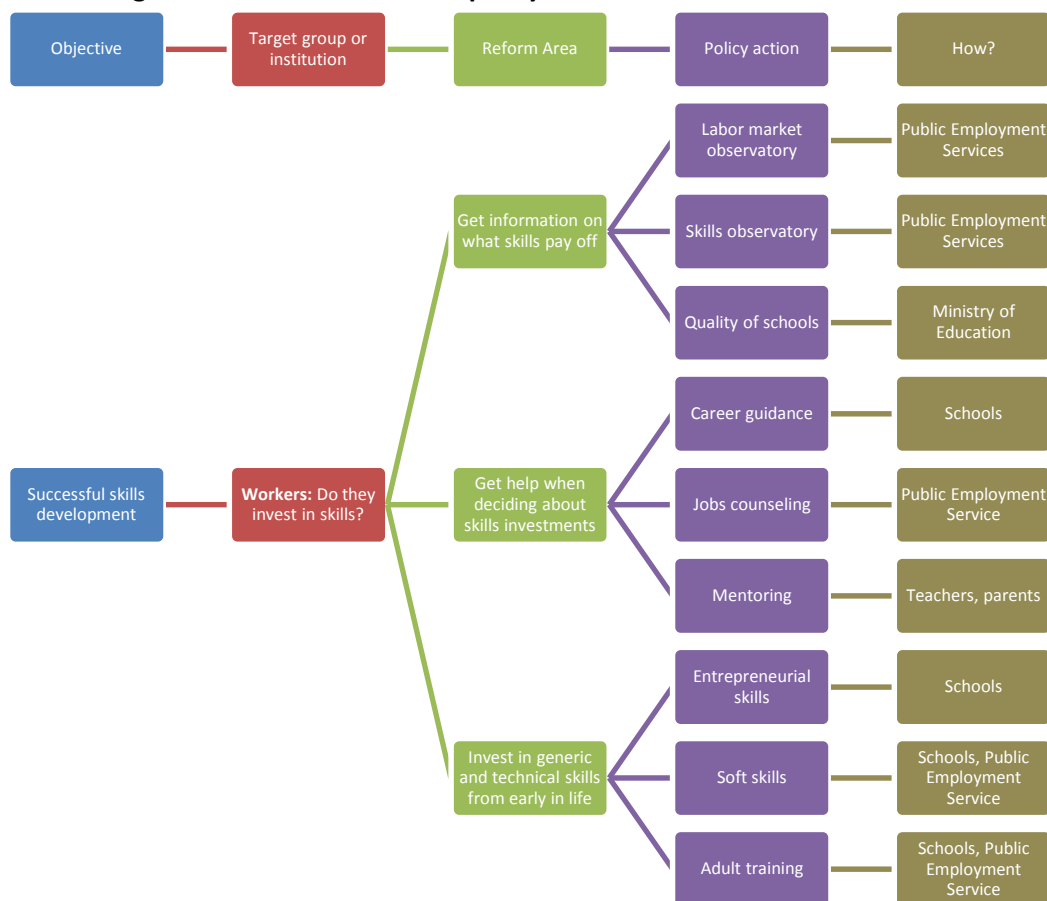 Objective
Target group or
institution
Reform Area
Policy action
How?
Labor market
observatory
Public Employment
Services
Get information on
what skills pay off
Skills observatory
Public Employment
Services
Quality of schools
Ministry of
Education
Career guidance
Schools
Successful skills
development
Workers: Do they
invest in skills?
Get help when
deciding about
skills investments
Jobs counseling
Public Employment
Service
Mentoring
Teachers, parents
Entrepreneurial
skills
Schools
Invest in generic
and technical skills
from early in life
Soft skills
Schools, Public
Employment
Service
Adult training
Schools, Public
Employment
Service